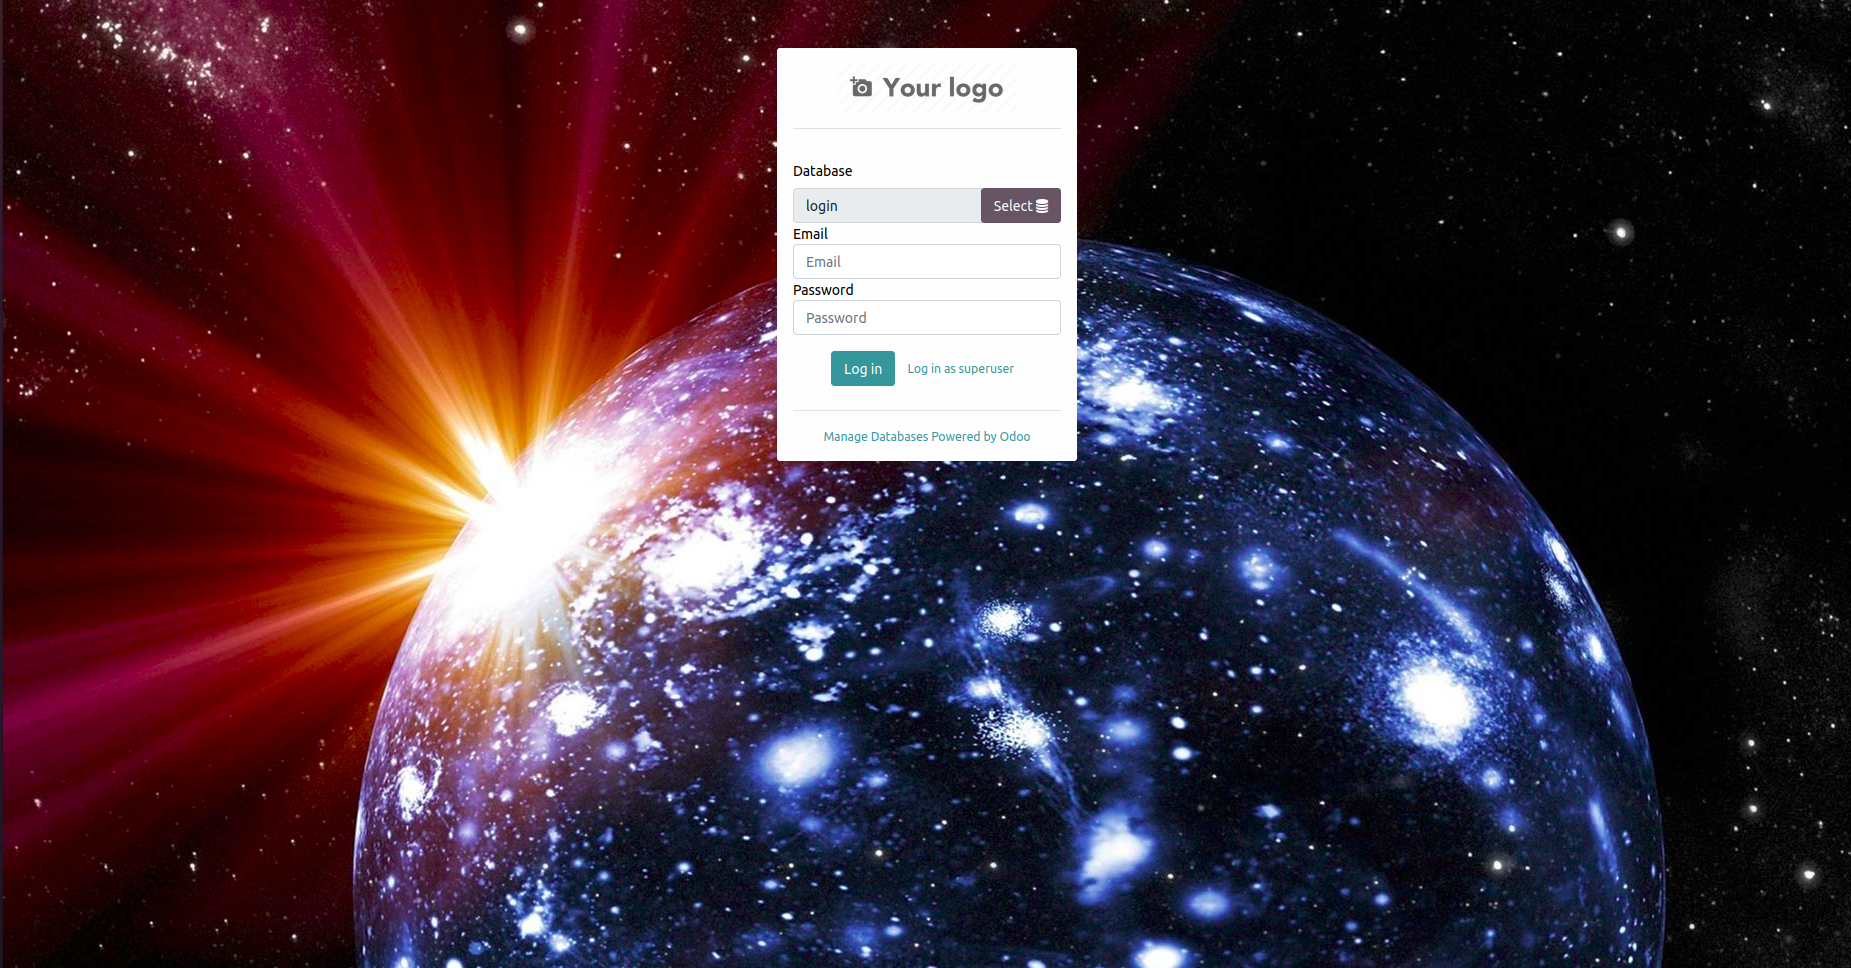 Your logo
Database
login Select
Email
Email
Password
Password
Log in Log in as superuser
Manage Databases Powered by Odoo